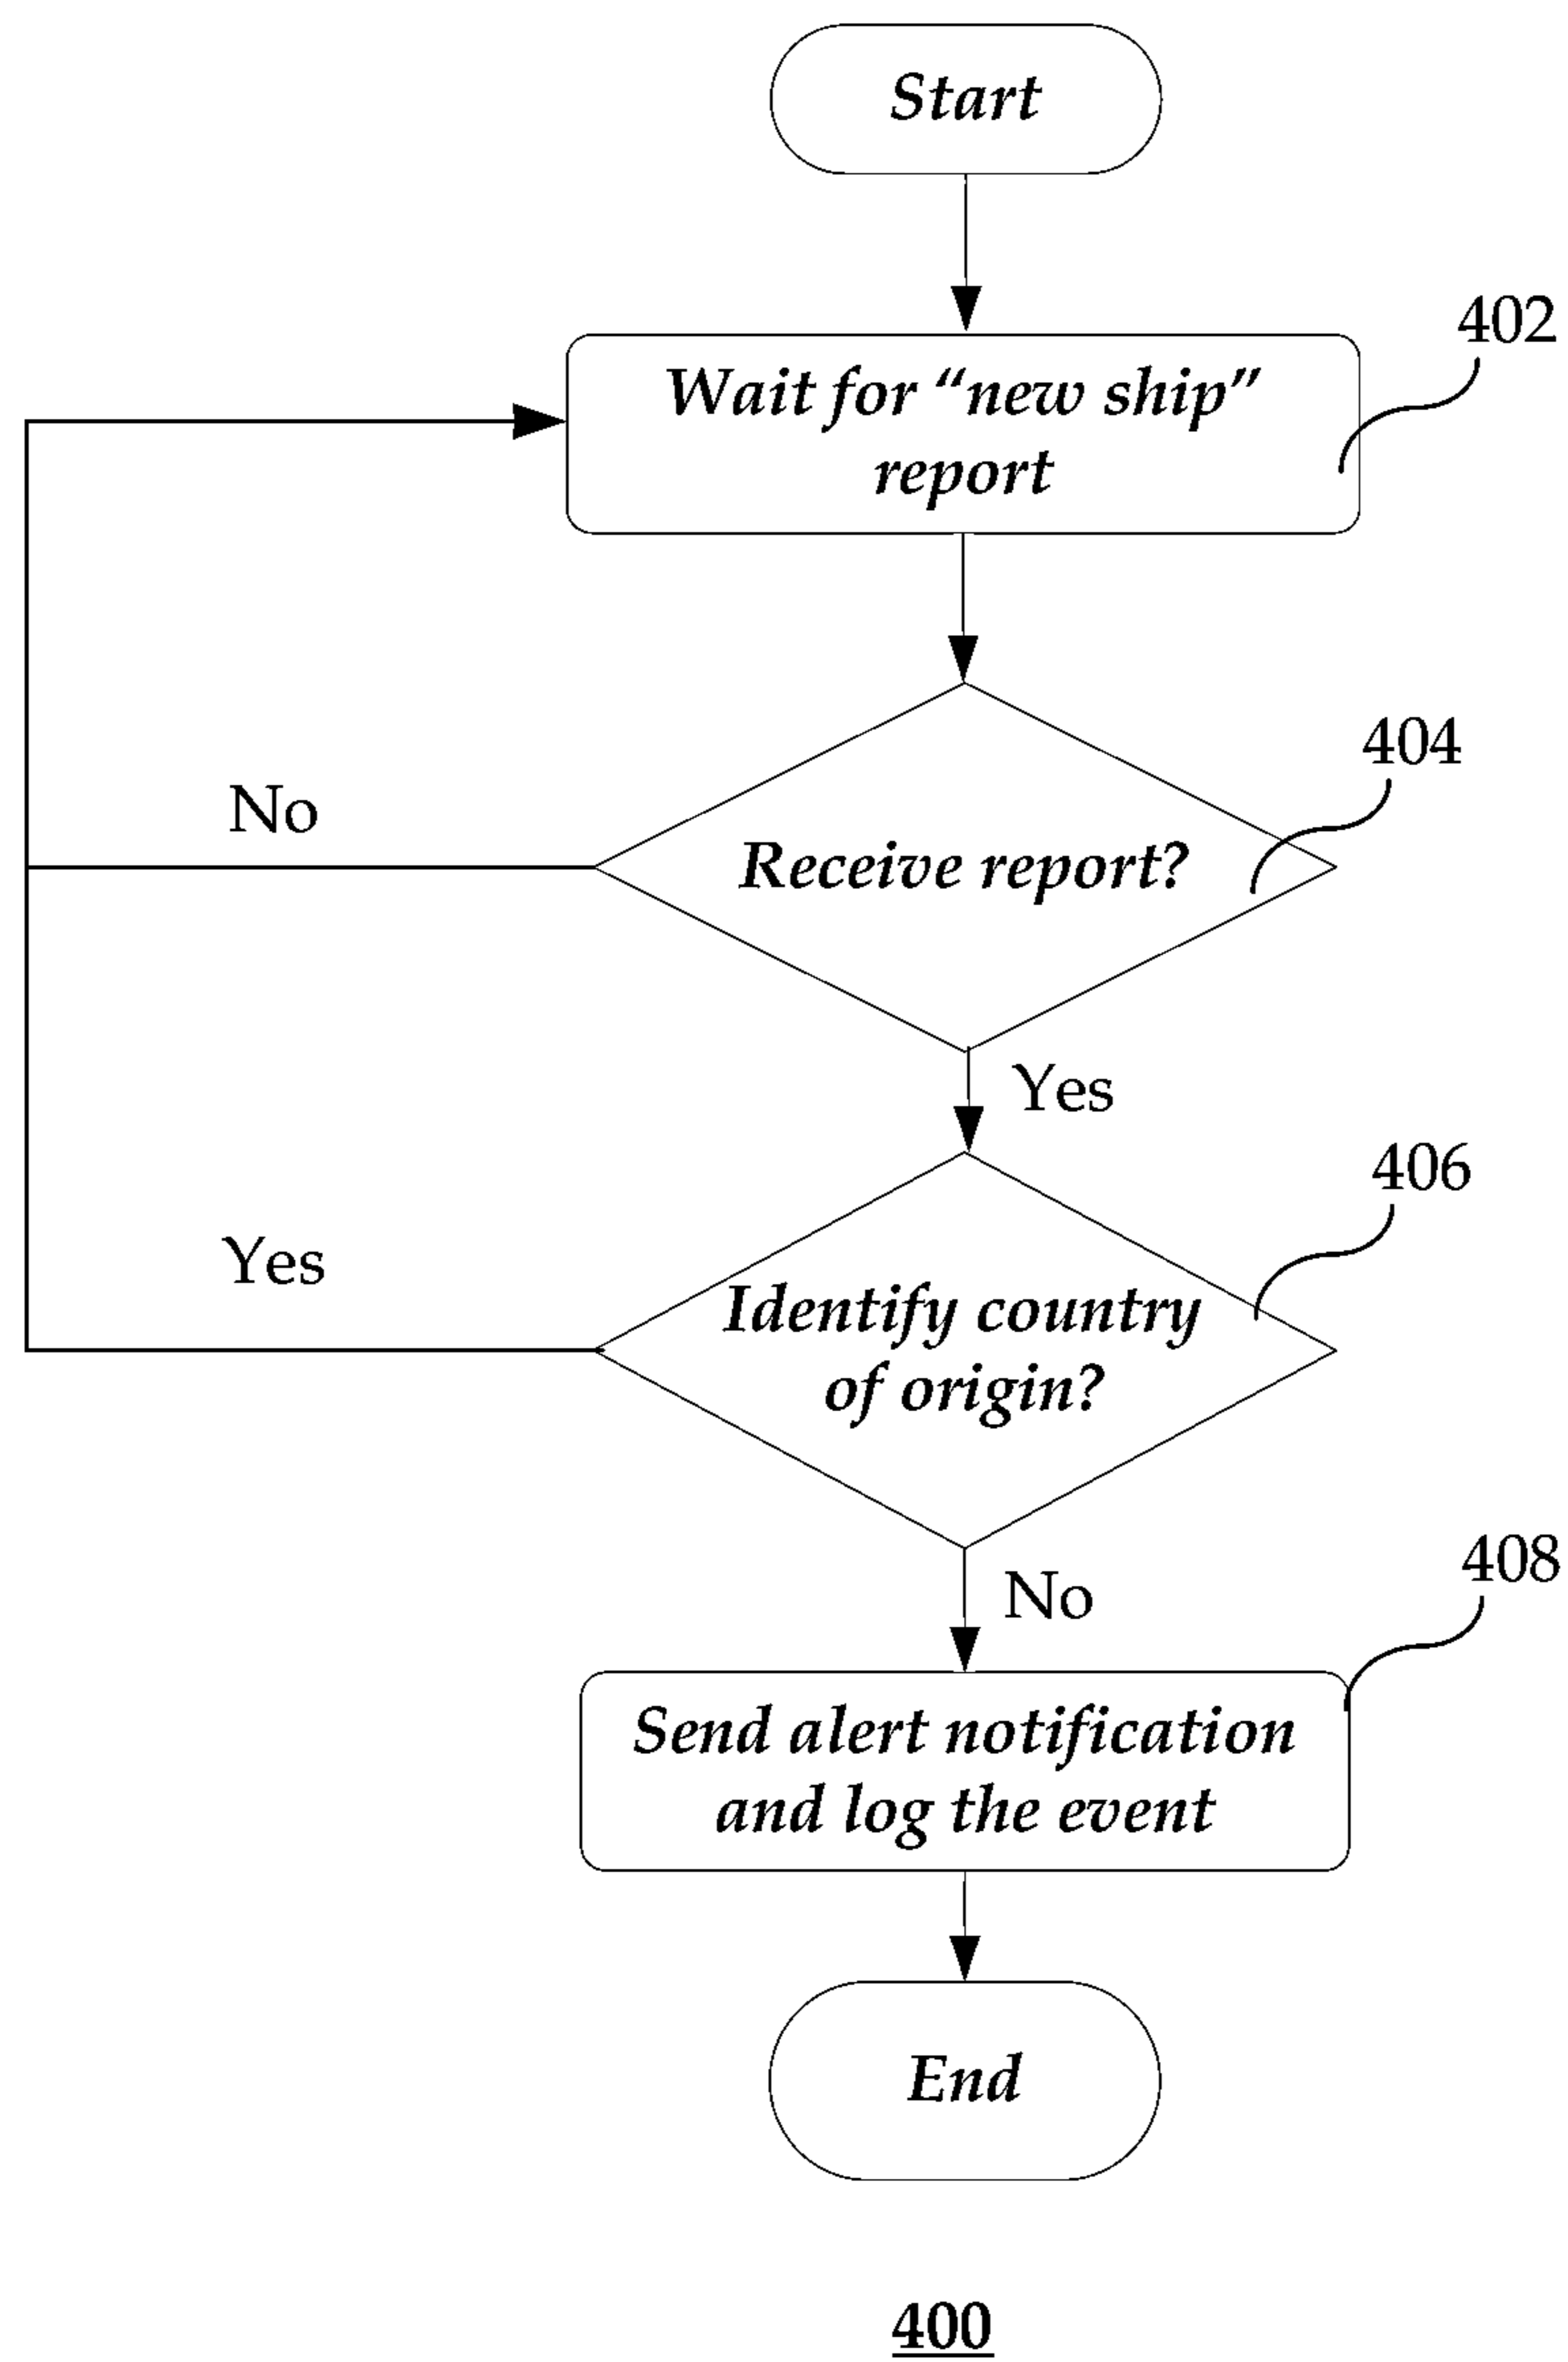 Start
402
Wait for “new ship”
report
404
No
Receive report?
Yes
406
Yes
Identify country
of origin?
408
No
Send alert notification
and log the event
End
400